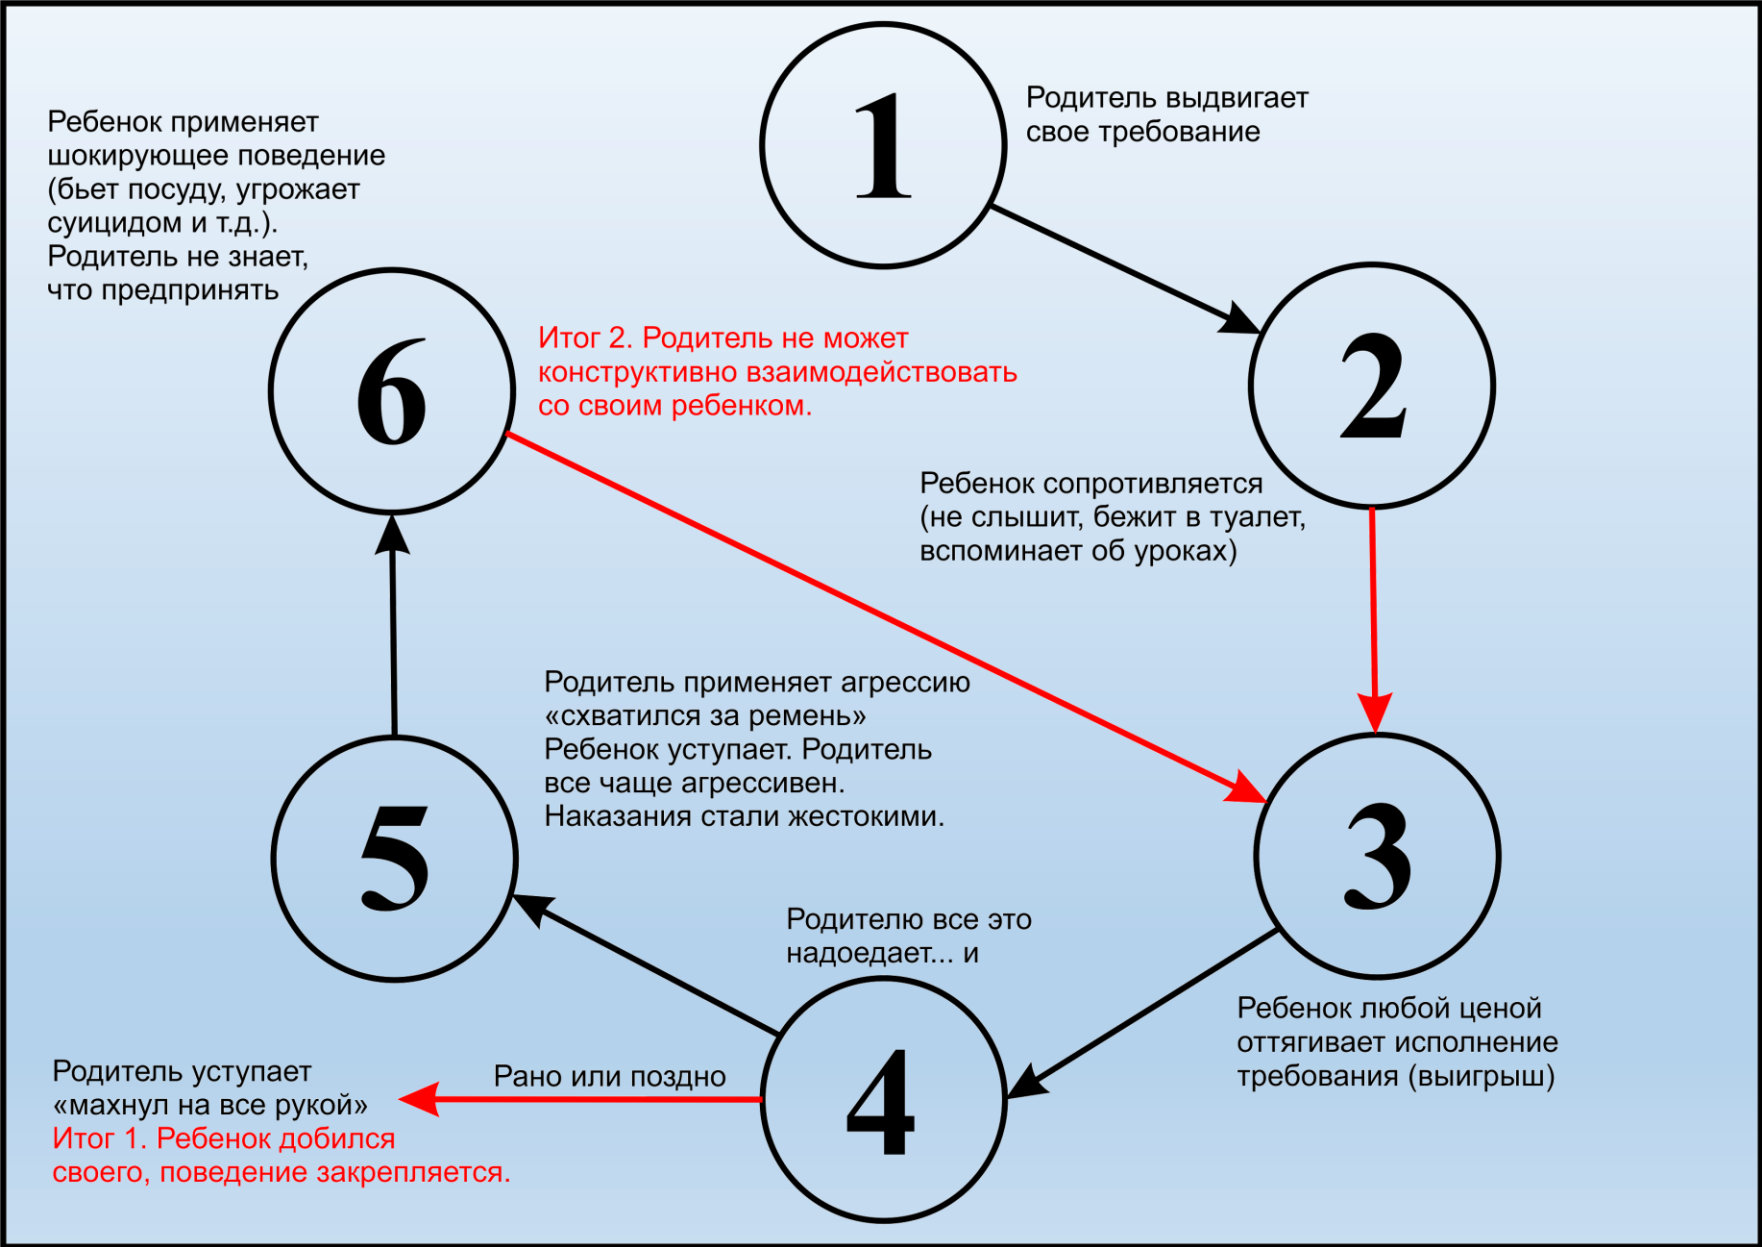 1
Родитель выдвигает
свое требование
2
Ребенок сопротивляется
(не слышит, бежит в туалет,
вспоминает об уроках)
3
Ребенок любой ценой
оттягивает исполнение
требования (выигрыш)
4
Родителю все это
надоедает... и
Рано или поздно
Родитель уступает
«махнул на все рукой»
Итог 1. Ребенок добился
своего, поведение закрепляется.
5
Родитель применяет агрессию
«схватился за ремень»
Ребенок уступает. Родитель
все чаще агрессивен.
Наказания стали жестокими.
6
Ребенок применяет
шокирующее поведение
(бьет посуду, угрожает
суицидом и т.д.).
Родитель не знает,
что предпринять
Итог 2. Родитель не может
конструктивно взаимодействовать
со своим ребенком.